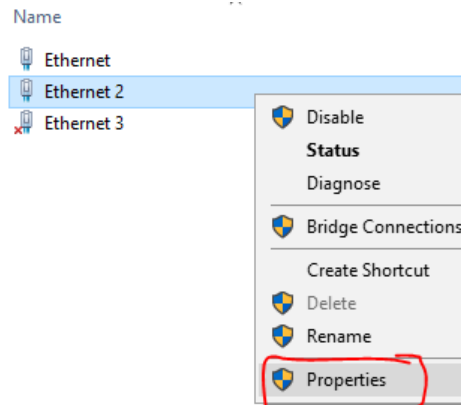 Name
Ethernet
Ethernet 2
Ethernet 3
Disable
Status
Diagnose
Bridge Connections
Create Shortcut
Delete
Rename
Properties